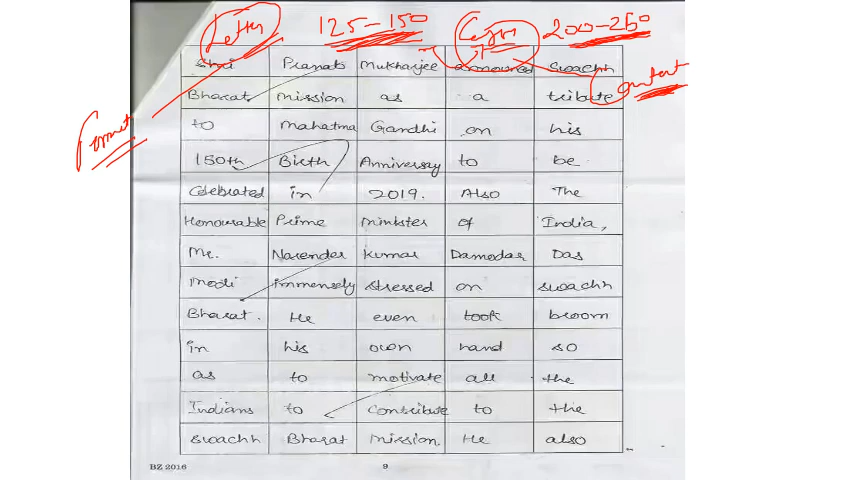 Letter 125-150 200-250
Shri Pranab Mukharjee announced Swachh
Content
Bharat Mission as a tribute
Format
to Mahatma Gandhi on his
150th Birth Anniversay to be
Celebrated in 2019. Also The
Honourable Prime Minister of India,
Mr. Narender Kumar Damodar Das
Modi immensely stressed on swachh
Bharat. He even took broom
in his own hand so
as to motivate all the
Indians to Contribute to the
swachh Bharat Mission. He also
BZ 2016 9